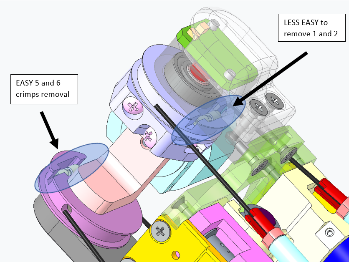 LESS EASY to
remove 1 and 2
EASY 5 and 6
crimps removal